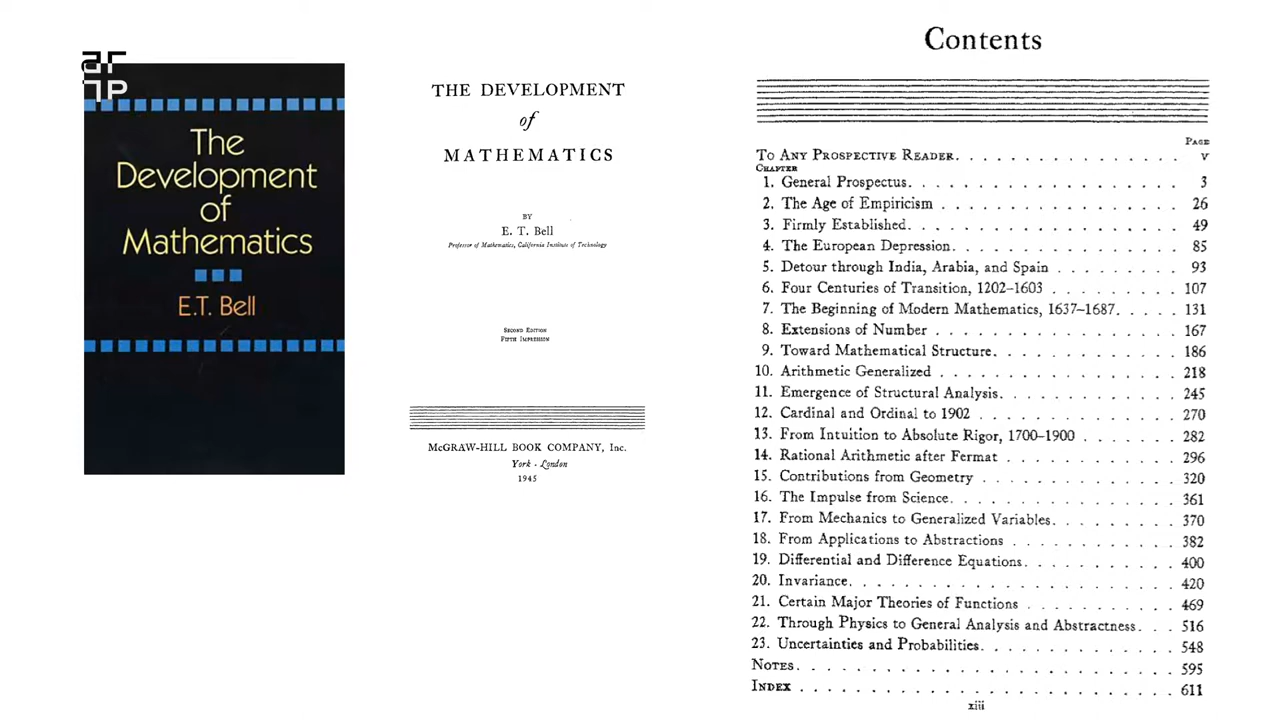 ar
The
Development
of
Mathematics
E.T. Bell
THE DEVELOPMENT
of
MATHEMATICS
BY
E. T. Bell
Professor of Mathematics, California Institute of Technology
SECOND EDITION
FIFTH IMPRESSION
McGRAW-HILL BOOK COMPANY, Inc.
York - London
1945
Contents
PAGE
TO ANY PROSPECTIVE READER. . . . . . . . . . . . . . v
CHAPTER
1. General Prospectus. . . . . . . . . . . . . . . . 3
2. The Age of Empiricism . . . . . . . . . . . . . . 26
3. Firmly Established. . . . . . . . . . . . . . . . 49
4. The European Depression. . . . . . . . . . . . . . 85
5. Detour through India, Arabia, and Spain . . . . . . . . 93
6. Four Centuries of Transition, 1202–1603 . . . . . . . . 107
7. The Beginning of Modern Mathematics, 1637–1687. . . . . 131
8. Extensions of Number . . . . . . . . . . . . . . 167
9. Toward Mathematical Structure. . . . . . . . . . . . 186
10. Arithmetic Generalized . . . . . . . . . . . . . . 218
11. Emergence of Structural Analysis. . . . . . . . . . . 245
12. Cardinal and Ordinal to 1902 . . . . . . . . . . . . 270
13. From Intuition to Absolute Rigor, 1700–1900 . . . . . . . 282
14. Rational Arithmetic after Fermat . . . . . . . . . . . 296
15. Contributions from Geometry . . . . . . . . . . . . 320
16. The Impulse from Science. . . . . . . . . . . . . . 361
17. From Mechanics to Generalized Variables. . . . . . . . 370
18. From Applications to Abstractions . . . . . . . . . . 382
19. Differential and Difference Equations. . . . . . . . . . 400
20. Invariance. . . . . . . . . . . . . . . . . . 420
21. Certain Major Theories of Functions . . . . . . . . . 469
22. Through Physics to General Analysis and Abstractness. . . 516
23. Uncertainties and Probabilities. . . . . . . . . . . . 548
NOTES. . . . . . . . . . . . . . . . . . . . 595
INDEX . . . . . . . . . . . . . . . . . . . . 611
xiii